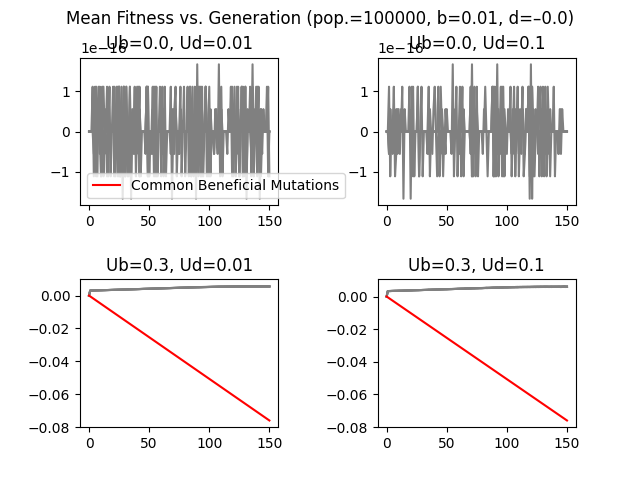 Mean Fitness vs. Generation (pop.=100000, b=0.01, d=–0.0)
Ub=0.0, Ud=0.01
1e−16
1
0
−1
Common Beneficial Mutations
0 50 100 150
Ub=0.0, Ud=0.1
1e−16
1
0
−1
0 50 100 150
Ub=0.3, Ud=0.01
0.00
−0.02
−0.04
−0.06
−0.08
0 50 100 150
Ub=0.3, Ud=0.1
0.00
−0.02
−0.04
−0.06
−0.08
0 50 100 150